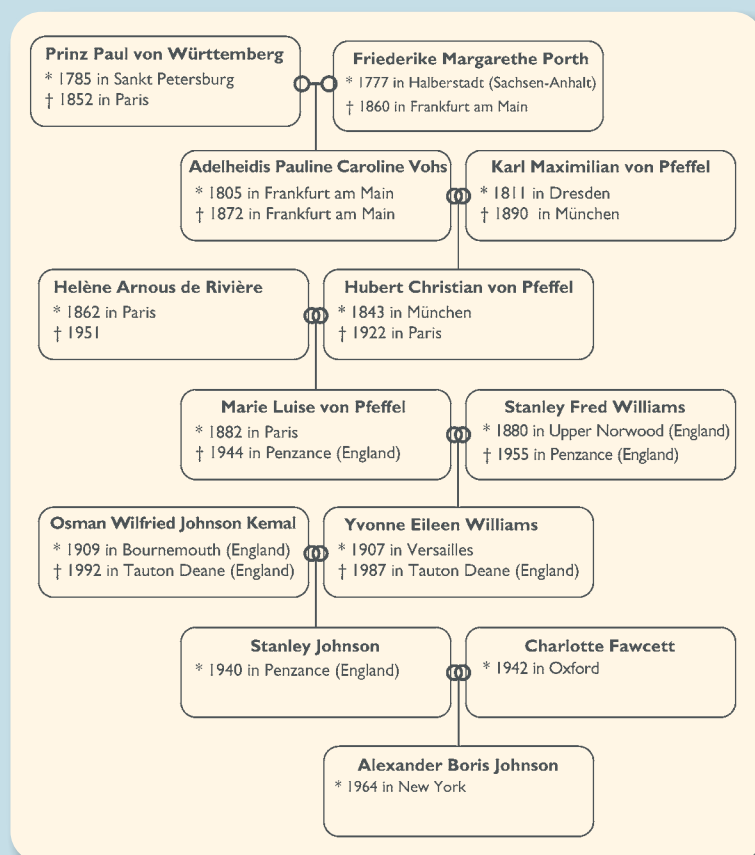 Prinz Paul von Württemberg
* 1785 in Sankt Petersburg
† 1852 in Paris
Friederike Margarethe Porth
* 1777 in Halberstadt (Sachsen-Anhalt)
† 1860 in Frankfurt am Main
Adelheidis Pauline Caroline Vohs
* 1805 in Frankfurt am Main
† 1872 in Frankfurt am Main
Karl Maximilian von Pfeffel
* 1811 in Dresden
† 1890 in München
Helène Arnous de Rivière
* 1862 in Paris
† 1951
Hubert Christian von Pfeffel
* 1843 in München
† 1922 in Paris
Marie Luise von Pfeffel
* 1882 in Paris
† 1944 in Penzance (England)
Stanley Fred Williams
* 1880 in Upper Norwood (England)
† 1955 in Penzance (England)
Osman Wilfried Johnson Kemal
* 1909 in Bournemouth (England)
† 1992 in Tauton Deane (England)
Yvonne Eileen Williams
* 1907 in Versailles
† 1987 in Tauton Deane (England)
Stanley Johnson
* 1940 in Penzance (England)
Charlotte Fawcett
* 1942 in Oxford
Alexander Boris Johnson
* 1964 in New York